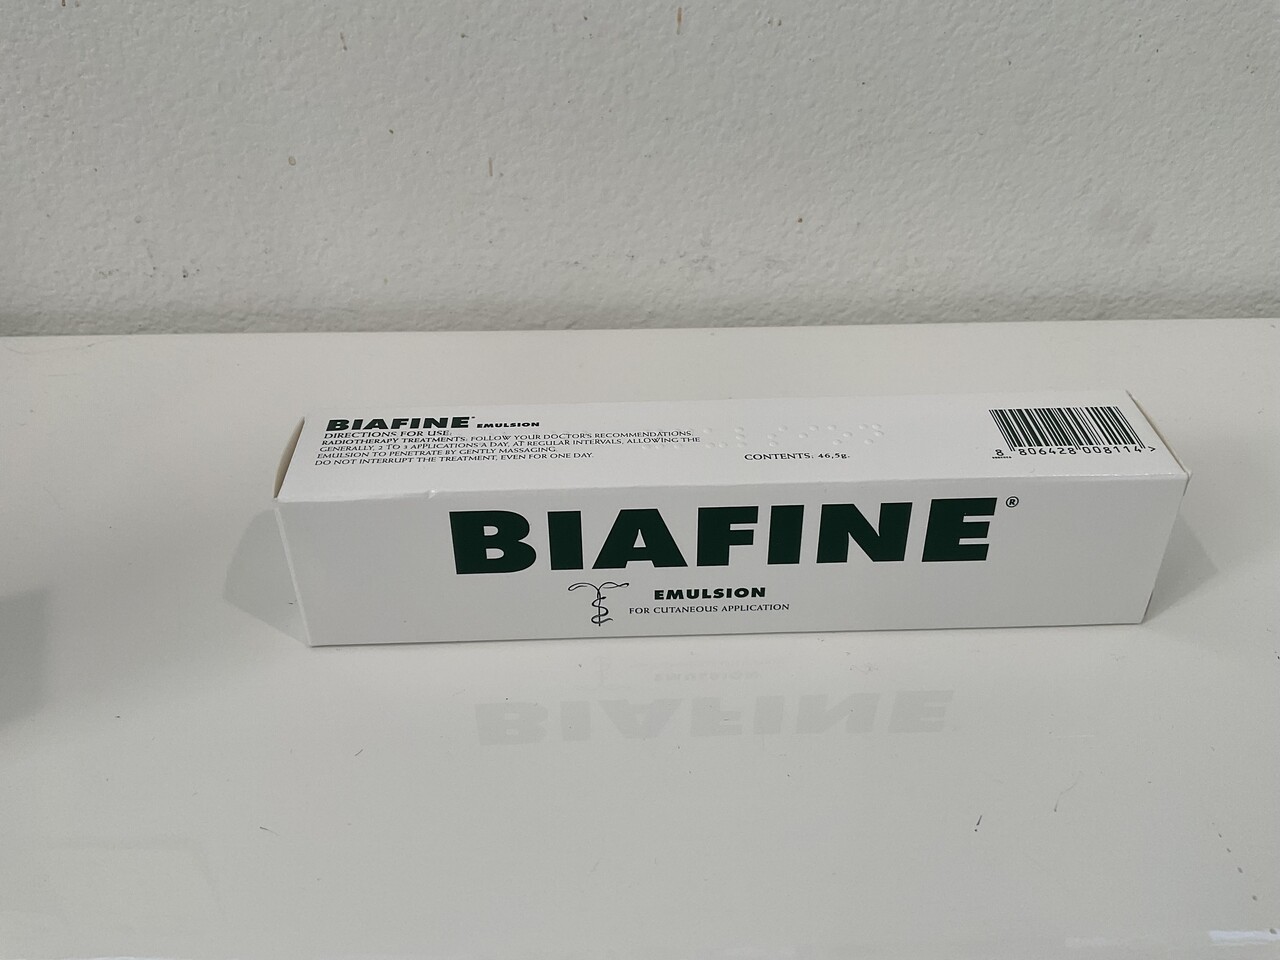 BIAFINE® EMULSION
DIRECTIONS FOR USE:
RADIOTHERAPY TREATMENTS: FOLLOW YOUR DOCTOR'S RECOMMENDATIONS.
GENERALLY, 2 TO 3 APPLICATIONS A DAY, AT REGULAR INTERVALS, ALLOWING THE
EMULSION TO PENETRATE BY GENTLY MASSAGING.
DO NOT INTERRUPT THE TREATMENT, EVEN FOR ONE DAY.
CONTENTS: 46,5g.
8 806428 008114 >
BIAFINE®
EMULSION
FOR CUTANEOUS APPLICATION